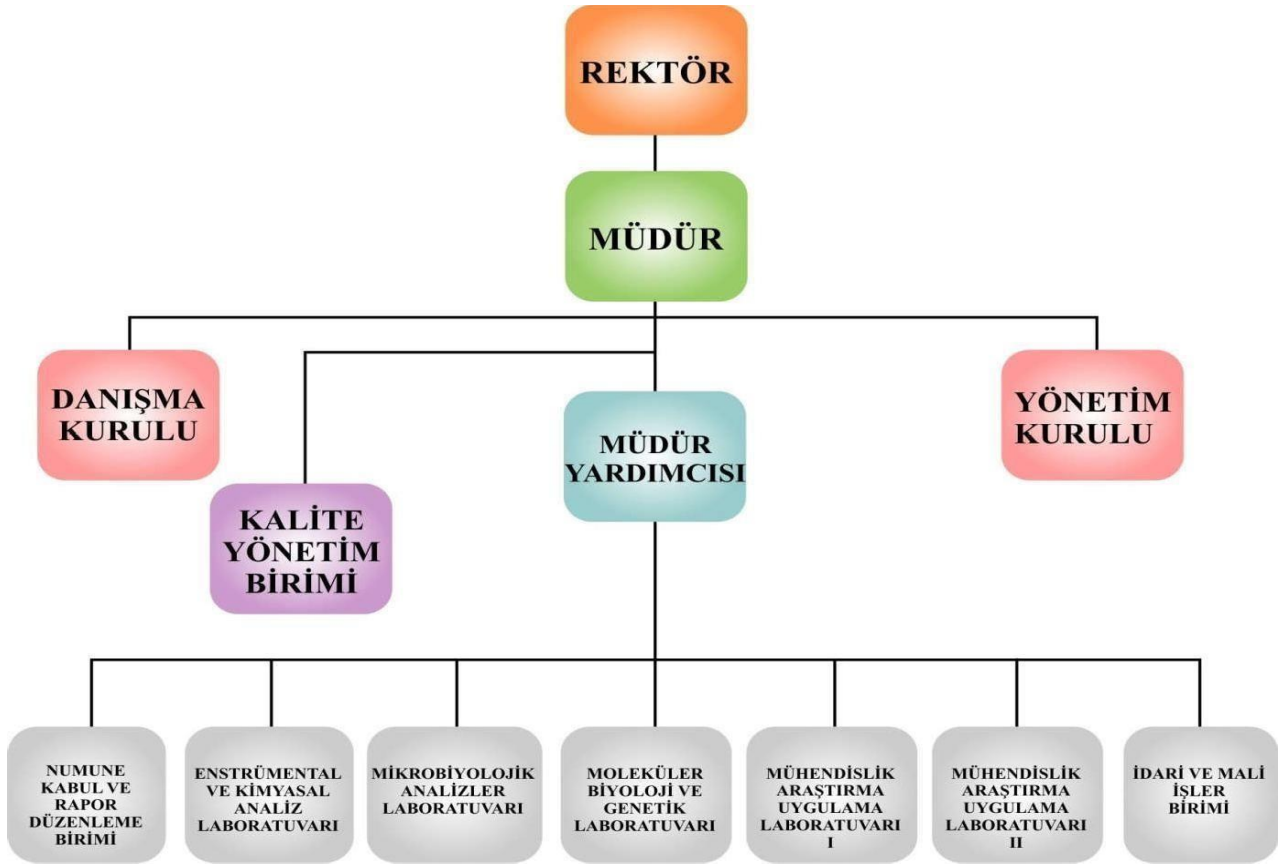 REKTÖR
MÜDÜR
DANIŞMA
KURULU
YÖNETİM
KURULU
MÜDÜR
YARDIMCISI
KALİTE
YÖNETİM
BİRİMİ
NUMUNE
KABUL VE
RAPOR
DÜZENLEME
BİRİMİ
ENSTRÜMENTAL
VE KİMYASAL
ANALİZ
LABORATUVARI
MİKROBİYOLOJİK
ANALİZLER
LABORATUVARI
MOLEKÜLER
BİYOLOJİ VE
GENETİK
LABORATUVARI
MÜHENDİSLİK
ARAŞTIRMA
UYGULAMA
LABORATUVARI
I
MÜHENDİSLİK
ARAŞTIRMA
UYGULAMA
LABORATUVARI
II
İDARİ VE MALİ
İŞLER
BİRİMİ